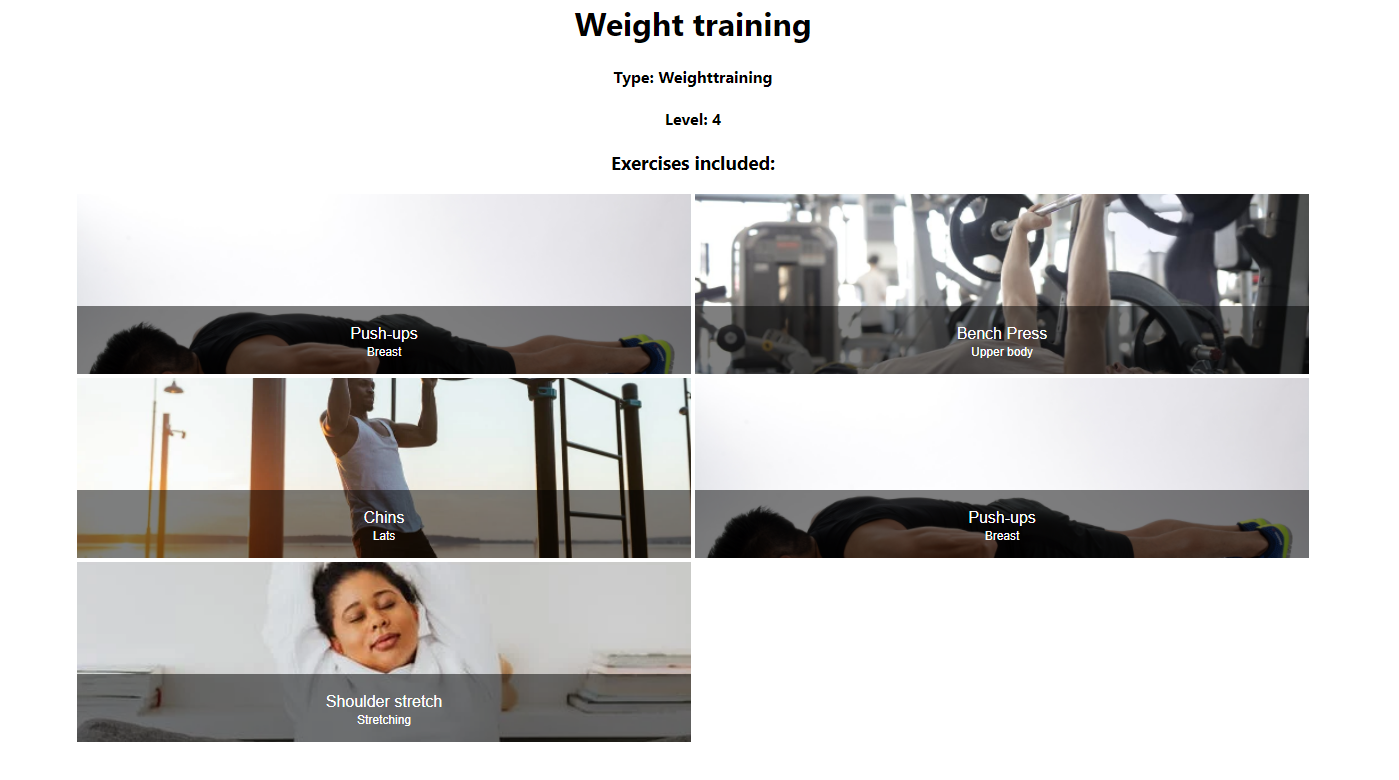 Weight training
Type: Weighttraining
Level: 4
Exercises included:
Push-ups
Breast
Bench Press
Upper body
Chins
Lats
Push-ups
Breast
Shoulder stretch
Stretching